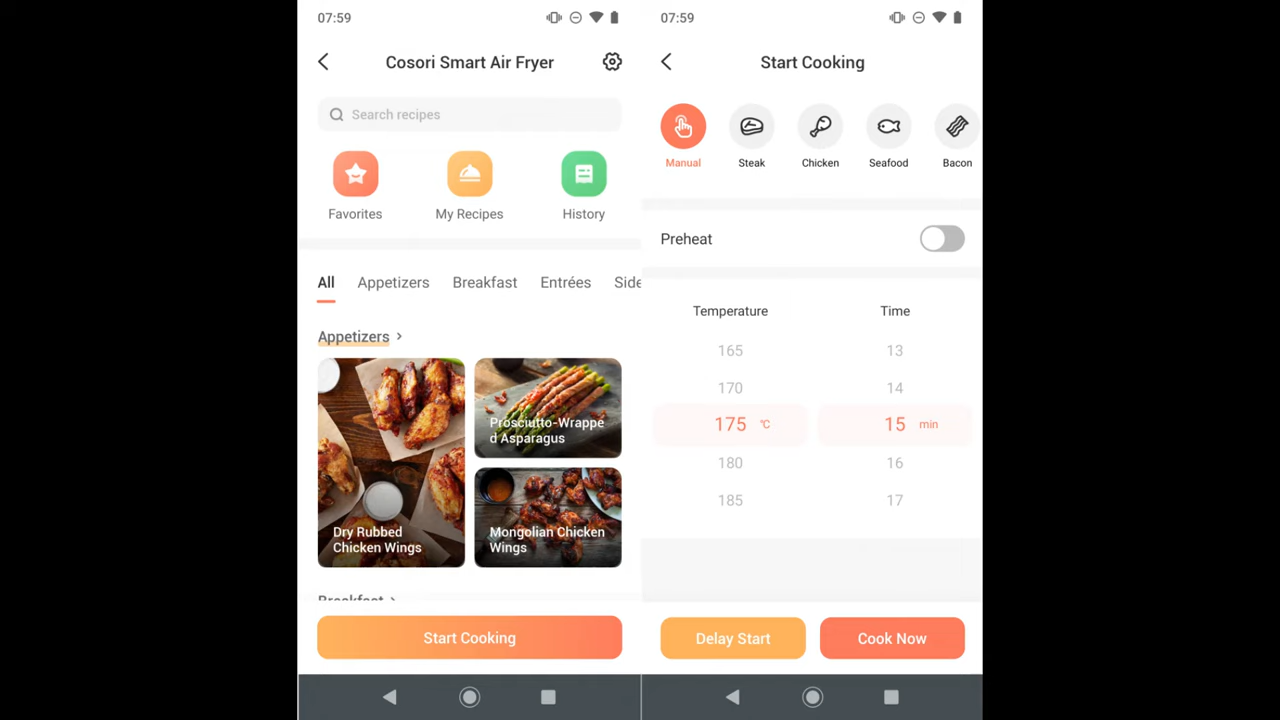 07:59
Cosori Smart Air Fryer
Search recipes
Favorites
My Recipes
History
All
Appetizers
Breakfast
Entrées
Side
Appetizers >
Dry Rubbed
Chicken Wings
Prosciutto-Wrappe
d Asparagus
Mongolian Chicken
Wings
Breakfast >
Start Cooking
07:59
Start Cooking
Manual
Steak
Chicken
Seafood
Bacon
Preheat
Temperature
Time
165
13
170
14
175 °C
15 min
180
16
185
17
Delay Start
Cook Now